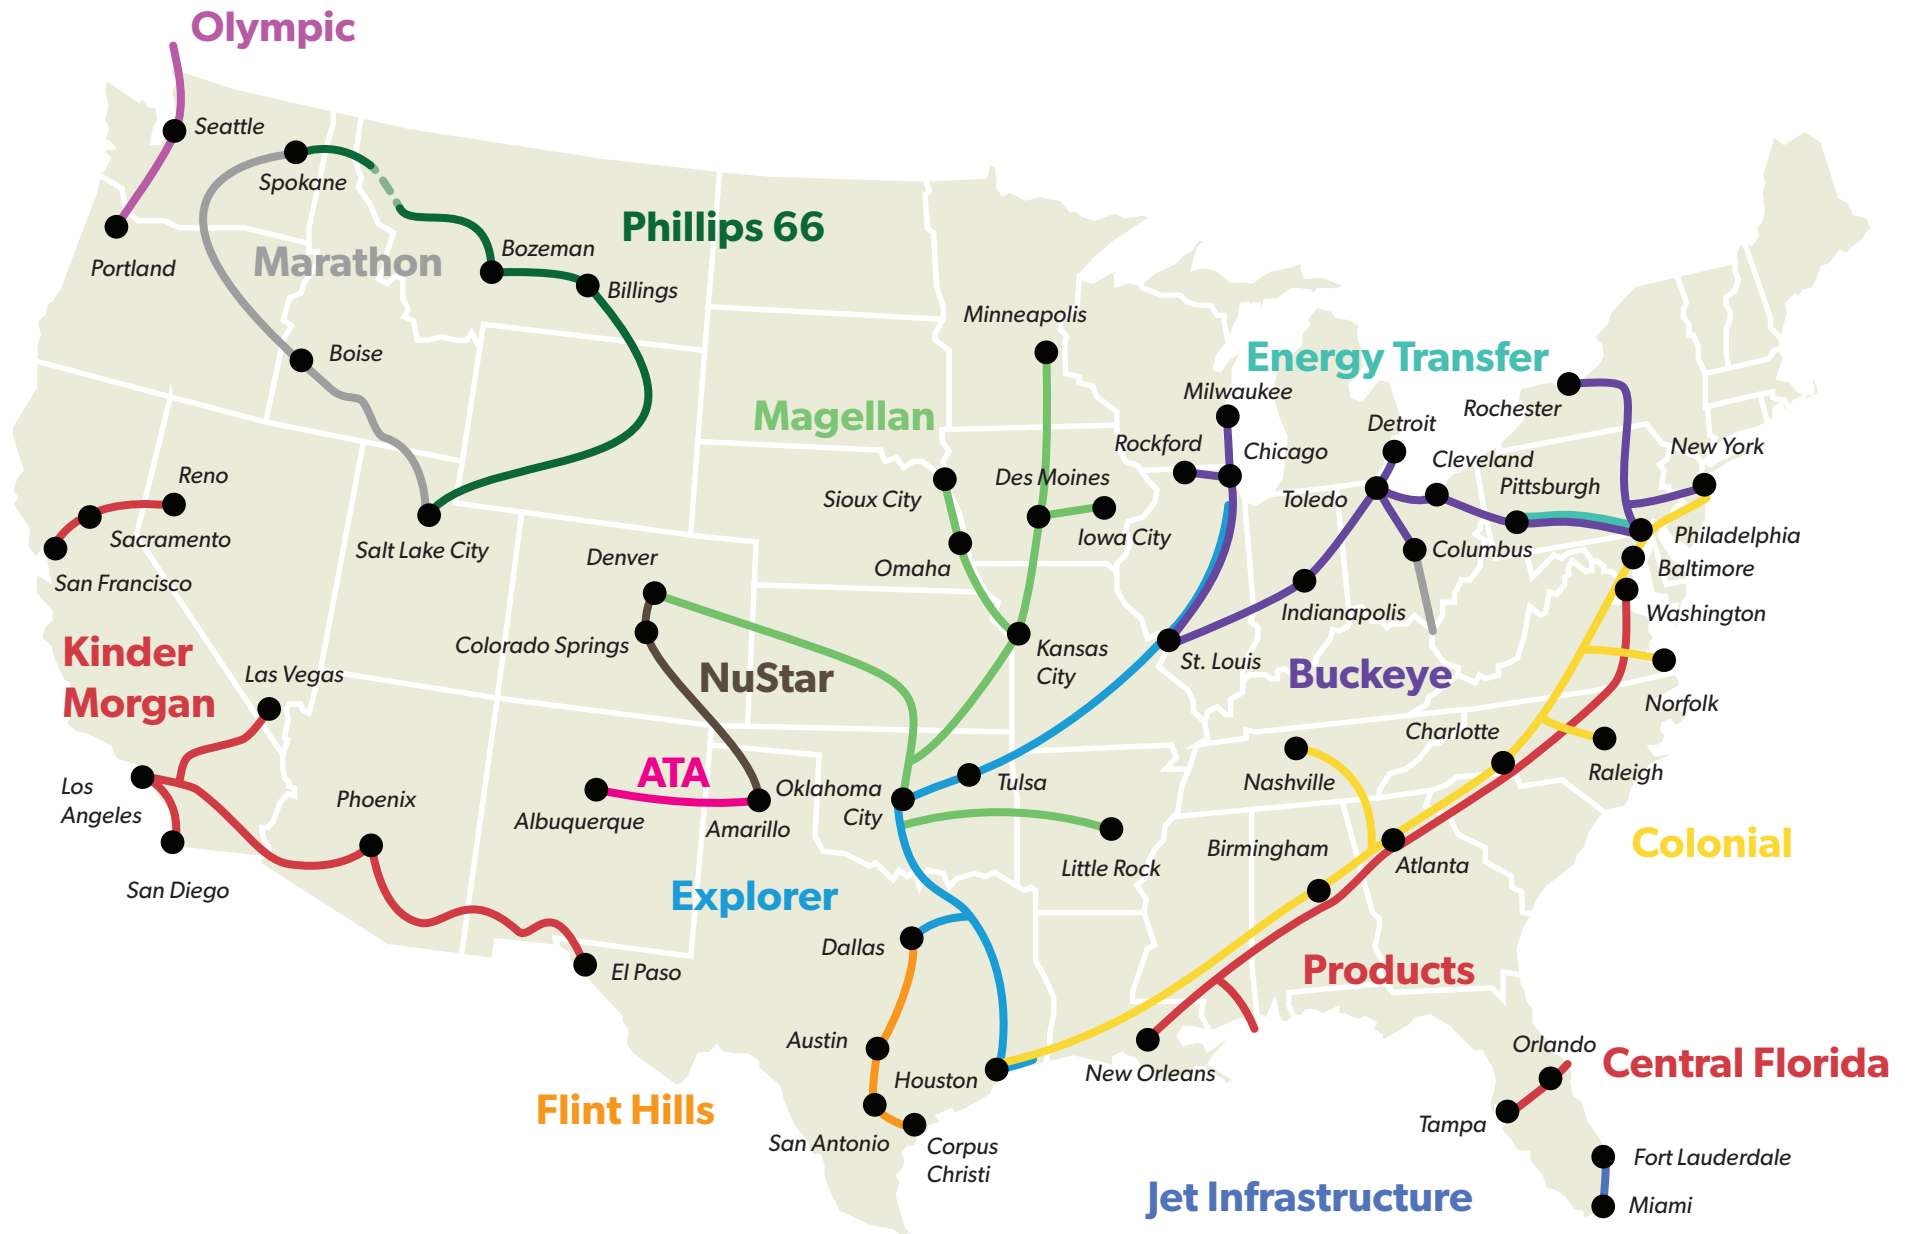 Olympic
Seattle
Spokane
Portland
Marathon
Phillips 66
Bozeman
Billings
Boise
Minneapolis
Energy Transfer
Milwaukee
Magellan
Rochester
Detroit
Rockford
Chicago
New York
Cleveland
Reno
Des Moines
Sioux City
Toledo
Pittsburgh
Sacramento
Iowa City
Salt Lake City
Denver
Omaha
Columbus
Philadelphia
San Francisco
Baltimore
Indianapolis
Washington
Kinder
Morgan
Colorado Springs
Kansas
City
St. Louis
Las Vegas
NuStar
Buckeye
Norfolk
Charlotte
ATA
Los
Angeles
Phoenix
Oklahoma
City
Tulsa
Nashville
Raleigh
Albuquerque
Amarillo
Birmingham
Colonial
Little Rock
Atlanta
San Diego
Explorer
Dallas
El Paso
Products
Austin
Orlando
Central Florida
Houston
New Orleans
Flint Hills
Tampa
San Antonio
Corpus
Christi
Fort Lauderdale
Jet Infrastructure
Miami